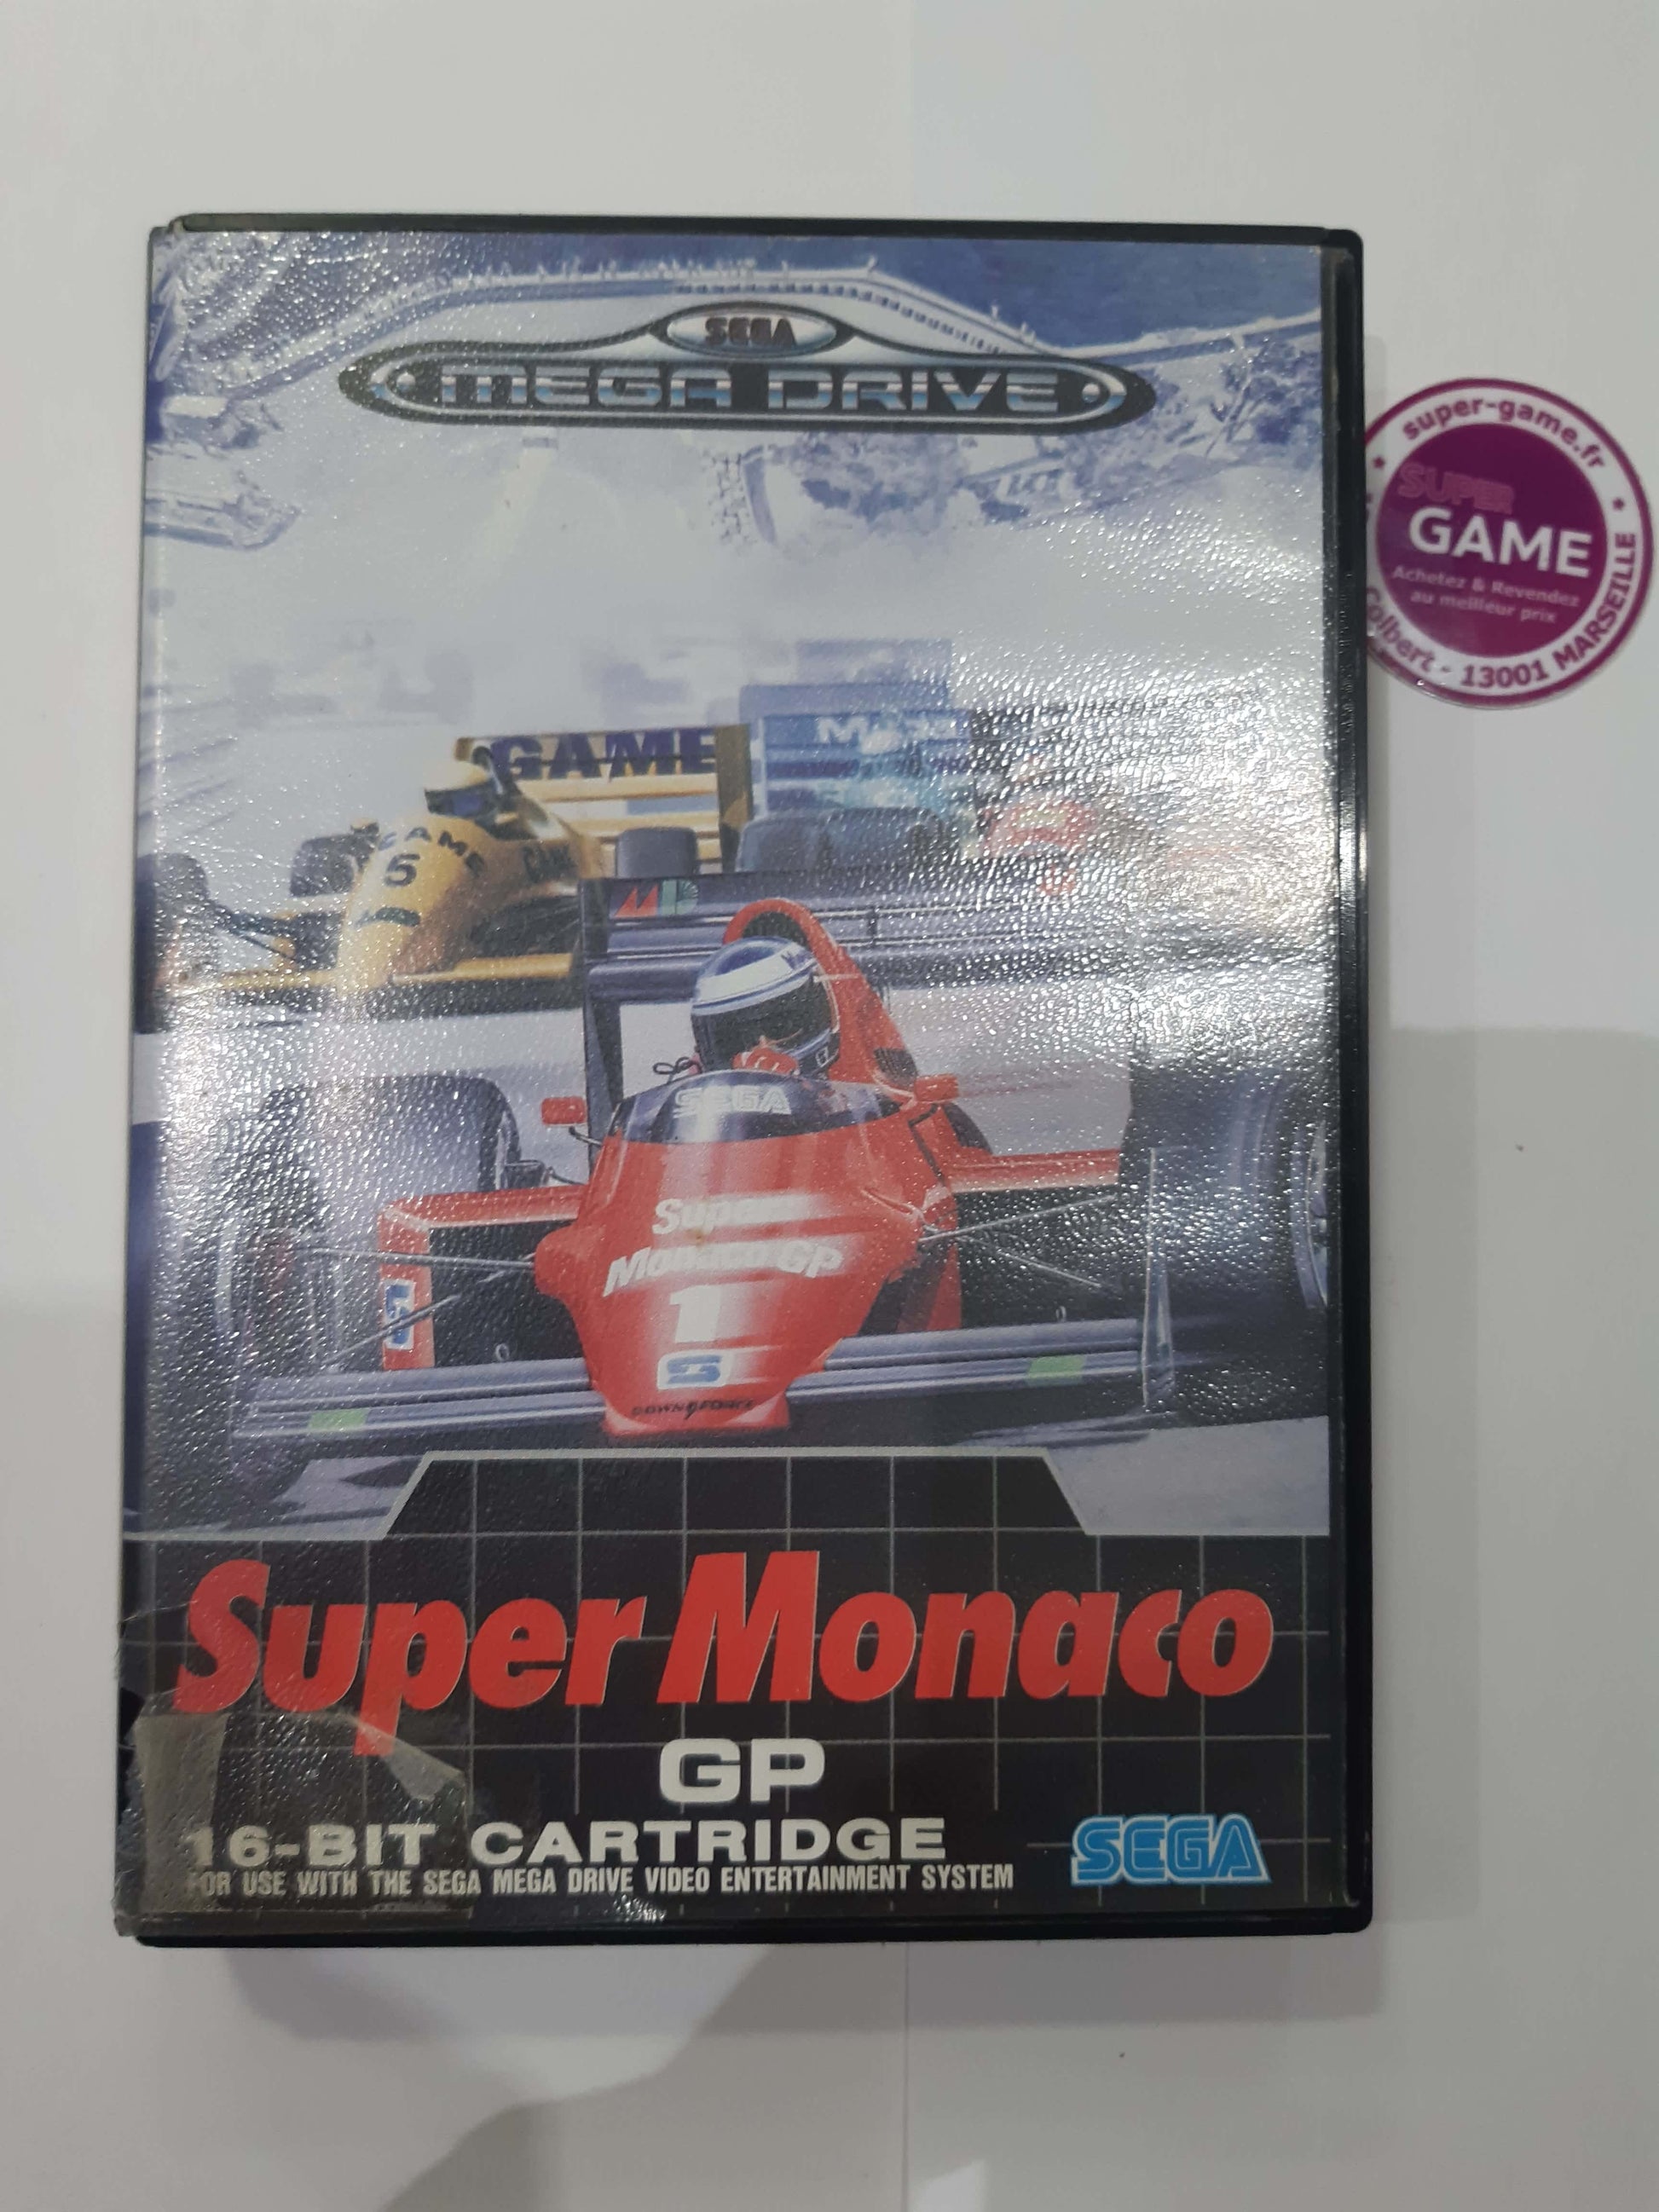 SEGA
MEGA DRIVE
super-game.fr
SUPER
GAME
Achetez & Revendez
au meilleur prix
Colbert - 13001 MARSEILLE
GAME
GAME
5
SEGA
Super
Monaco GP
1
S
Super Monaco
GP
16-BIT CARTRIDGE
FOR USE WITH THE SEGA MEGA DRIVE VIDEO ENTERTAINMENT SYSTEM
SEGA